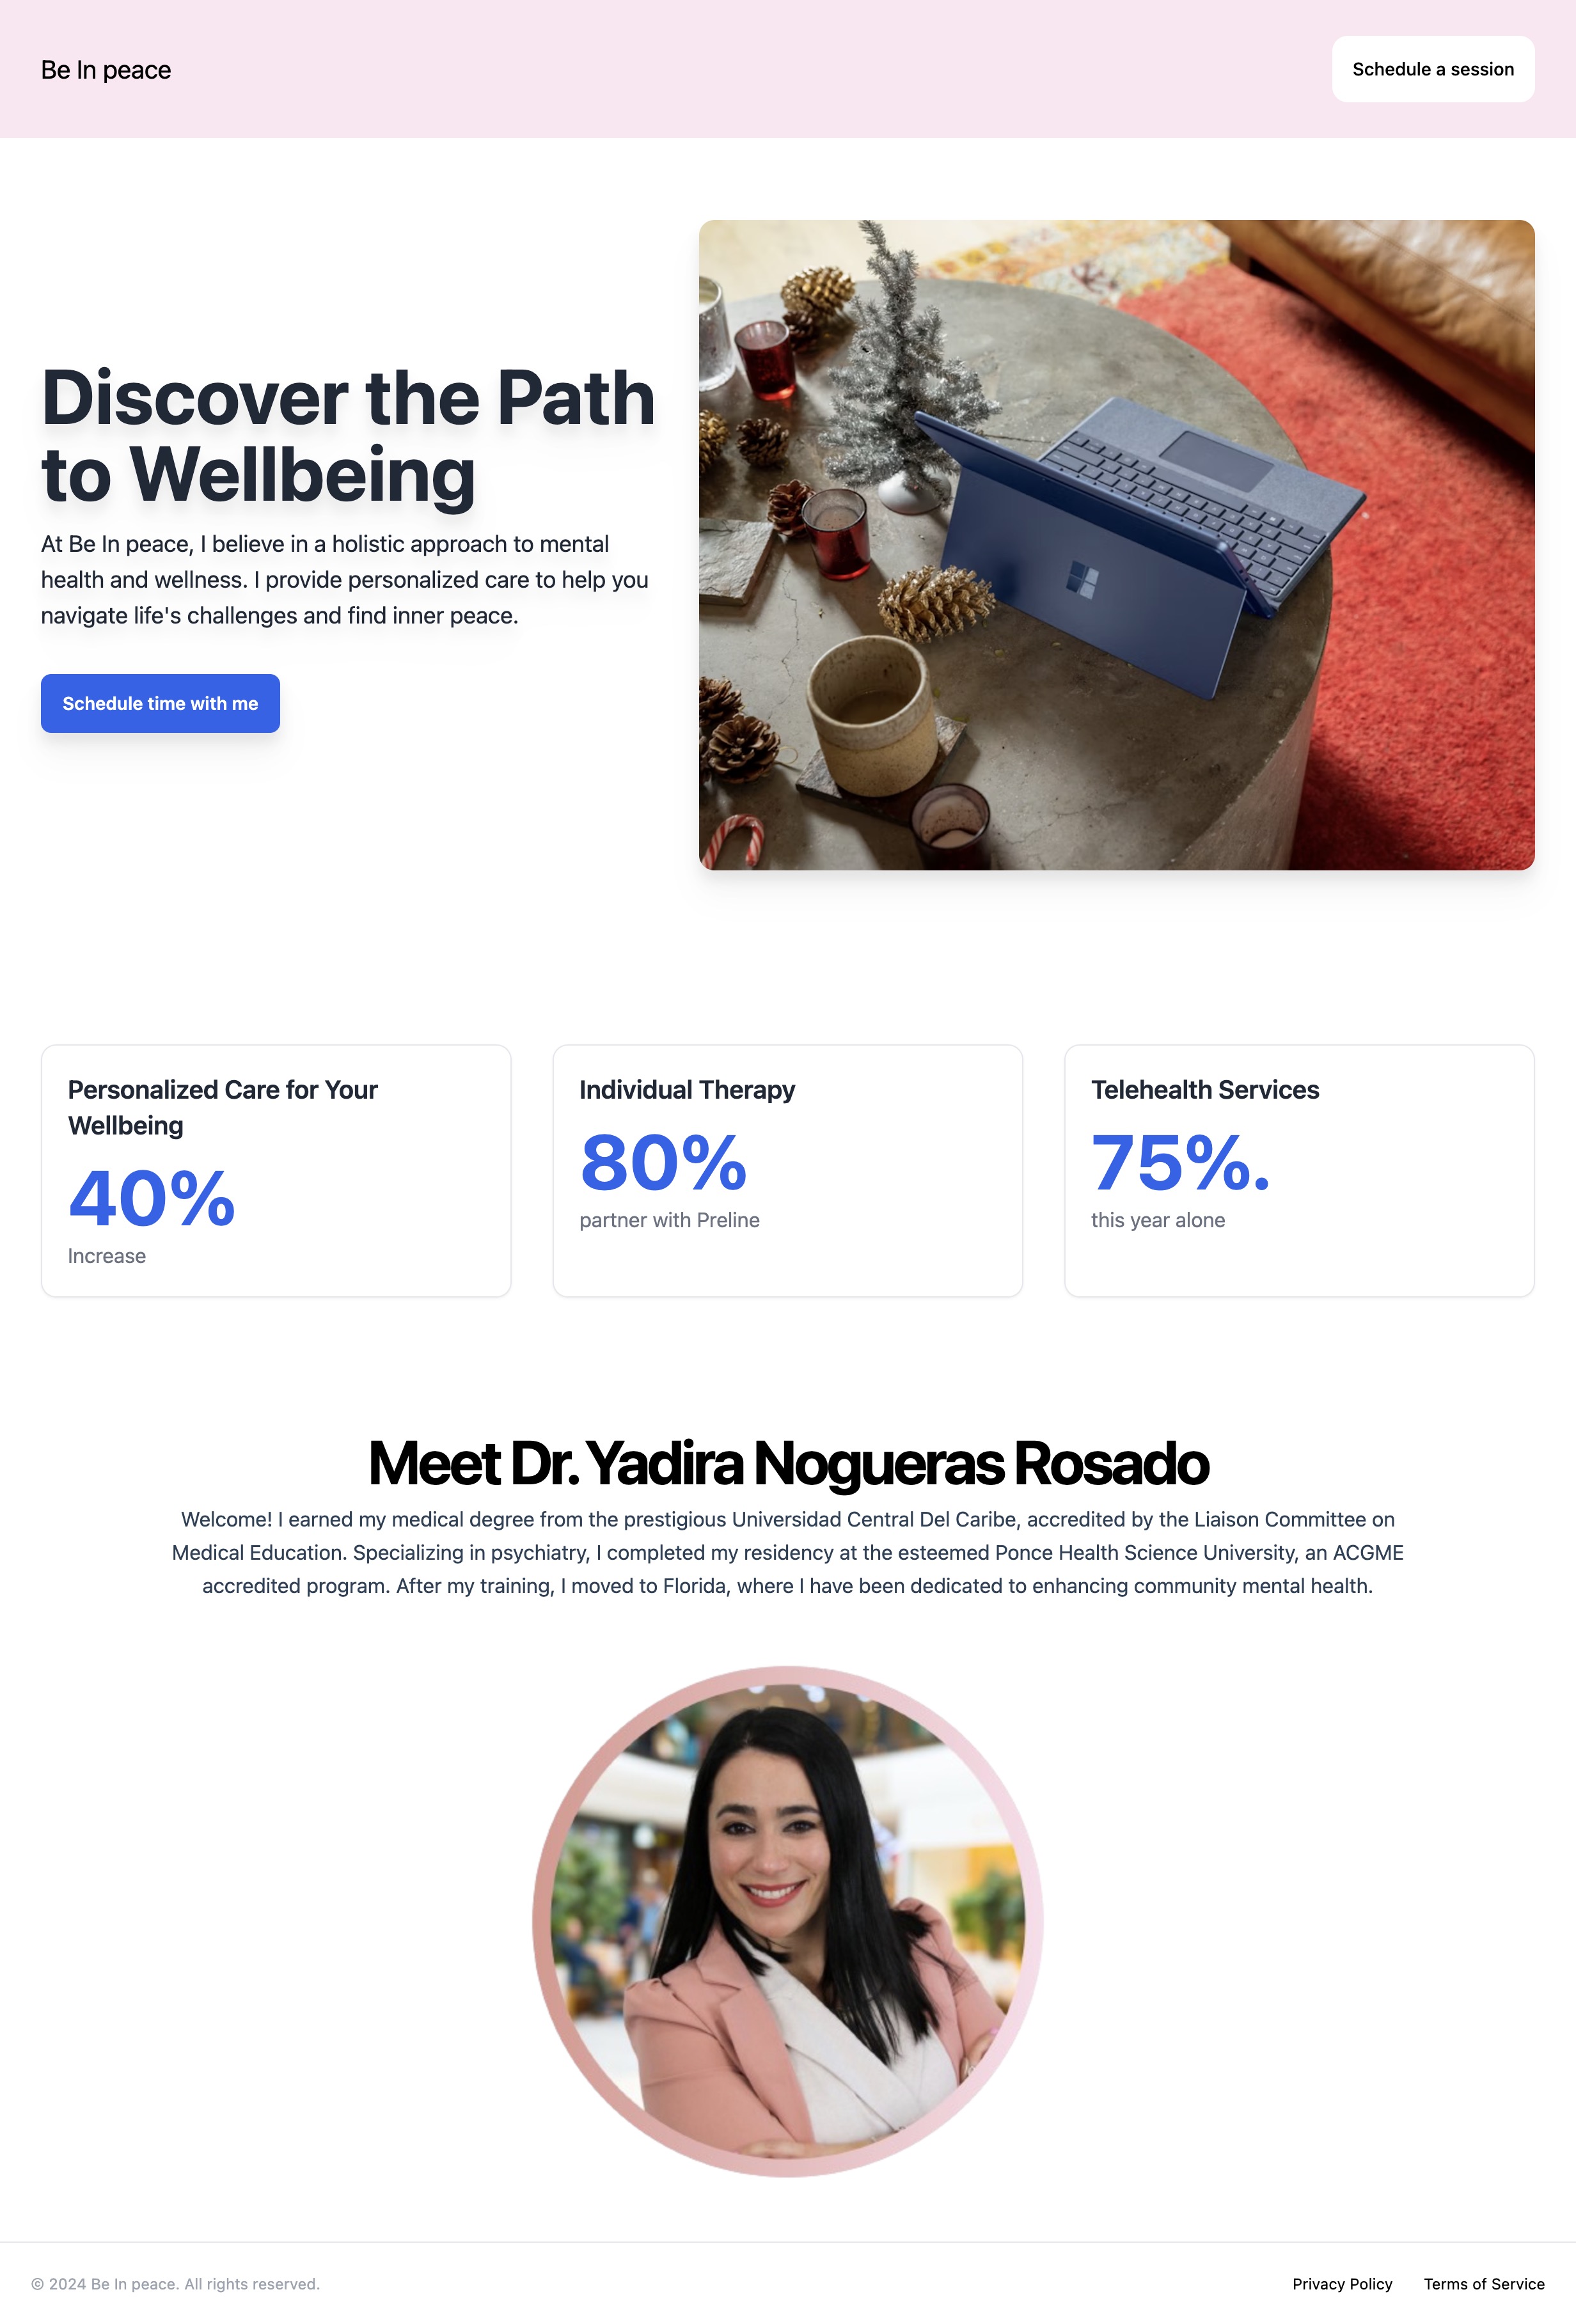 Be In peace
Schedule a session
Discover the Path
to Wellbeing
At Be In peace, I believe in a holistic approach to mental
health and wellness. I provide personalized care to help you
navigate life's challenges and find inner peace.
Schedule time with me
Personalized Care for Your
Wellbeing
40%
Increase
Individual Therapy
80%
partner with Preline
Telehealth Services
75%.
this year alone
Meet Dr. Yadira Nogueras Rosado
Welcome! I earned my medical degree from the prestigious Universidad Central Del Caribe, accredited by the Liaison Committee on
Medical Education. Specializing in psychiatry, I completed my residency at the esteemed Ponce Health Science University, an ACGME
accredited program. After my training, I moved to Florida, where I have been dedicated to enhancing community mental health.
© 2024 Be In peace. All rights reserved.
Privacy Policy
Terms of Service